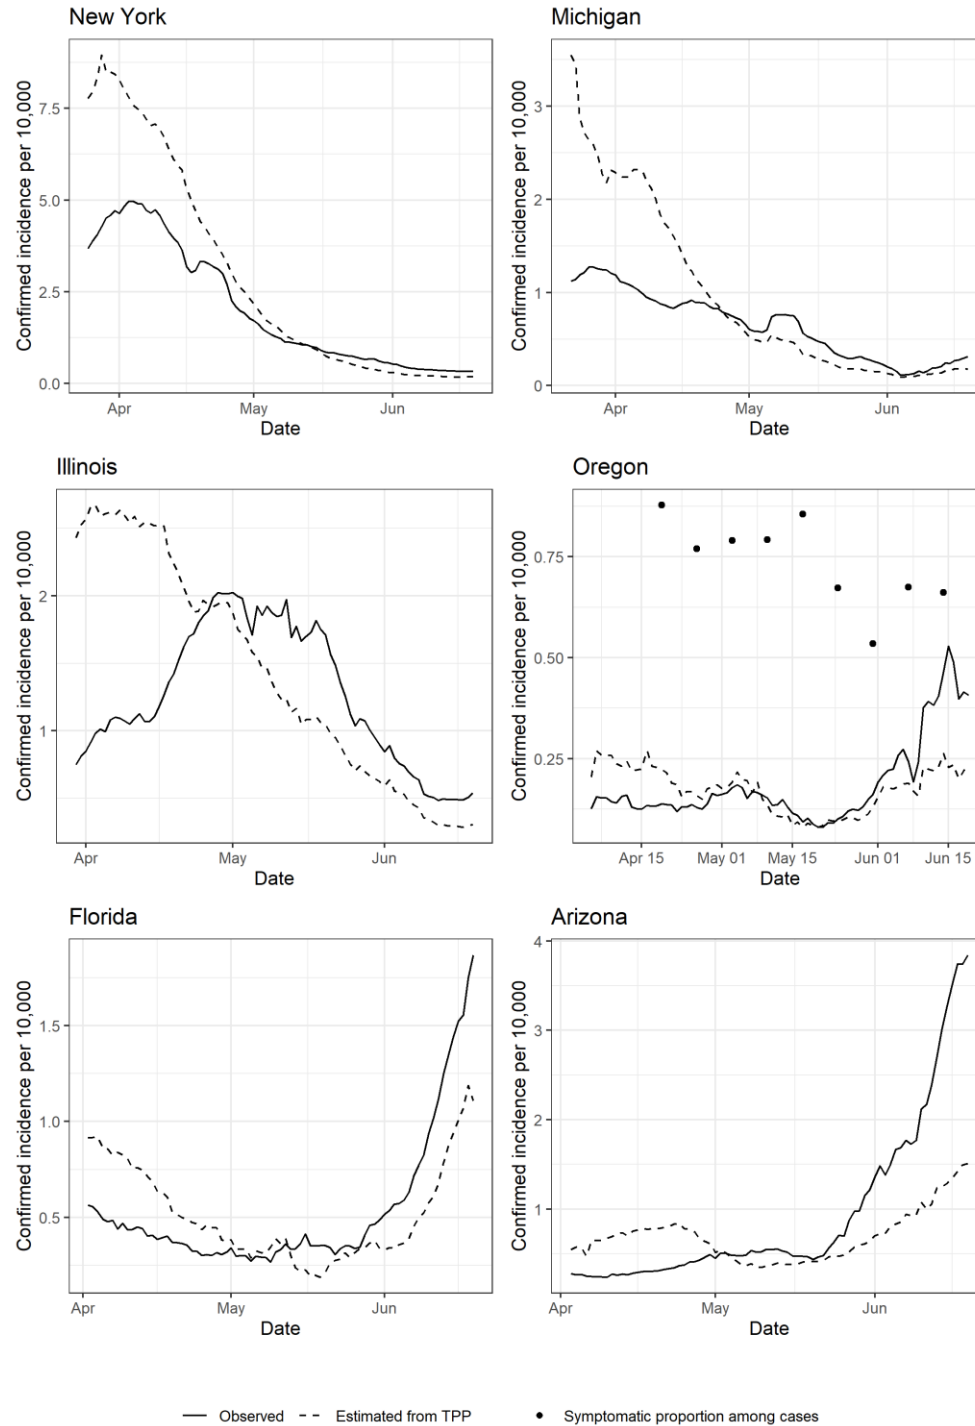 New York
Confirmed incidence per 10,000
7.5
5.0
2.5
0.0
Apr May Jun
Date
Michigan
Confirmed incidence per 10,000
3
2
1
0
Apr May Jun
Date
Illinois
Confirmed incidence per 10,000
2
1
Apr May Jun
Date
Oregon
Confirmed incidence per 10,000
0.75
0.50
0.25
Apr 15 May 01 May 15 Jun 01 Jun 15
Date
Florida
Confirmed incidence per 10,000
1.5
1.0
0.5
Apr May Jun
Date
Arizona
Confirmed incidence per 10,000
4
3
2
1
Apr May Jun
Date
Observed Estimated from TPP Symptomatic proportion among cases